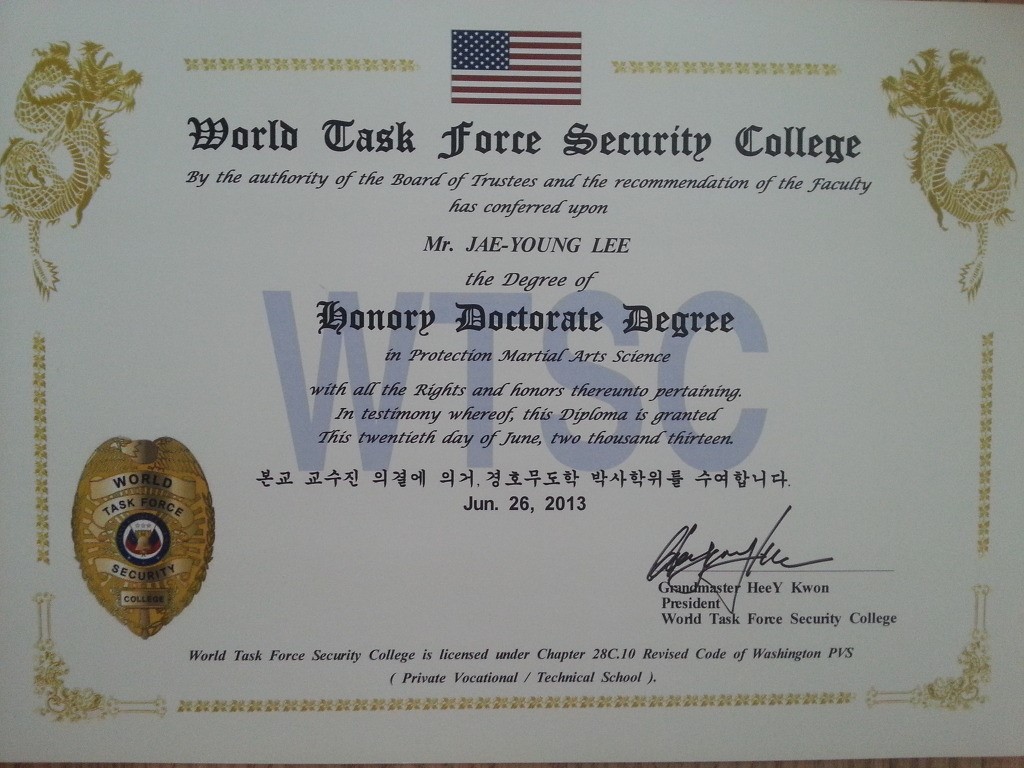 World Task Force Security College
By the authority of the Board of Trustees and the recommendation of the Faculty
has conferred upon
Mr. JAE-YOUNG LEE
the Degree of
WTSC
Honory Doctorate Degree
in Protection Martial Arts Science
with all the Rights and honors thereunto pertaining.
In testimony whereof, this Diploma is granted
This twentieth day of June, two thousand thirteen.
본교 교수진 의결에 의거, 경호무도학 박사학위를 수여합니다.
Jun. 26, 2013
WORLD
TASK FORCE
SECURITY
COLLEGE
Grandmaster HeeY Kwon
President
World Task Force Security College
World Task Force Security College is licensed under Chapter 28C.10 Revised Code of Washington PVS
( Private Vocational / Technical School ).